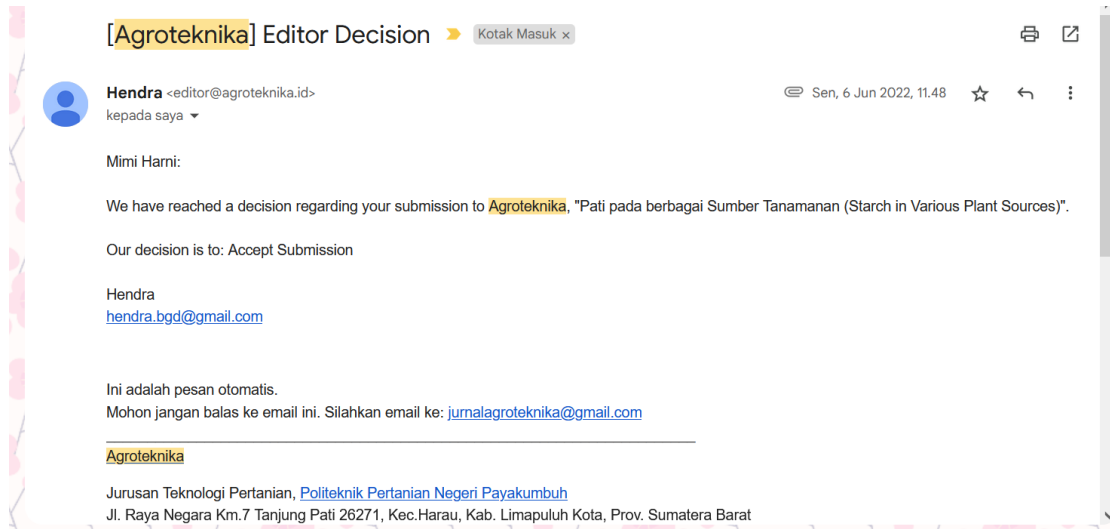 [Agroteknika] Editor Decision
Kotak Masuk ×
Hendra <editor@agroteknika.id>
Sen, 6 Jun 2022, 11.48
kepada saya
Mimi Harni:
We have reached a decision regarding your submission to Agroteknika, "Pati pada berbagai Sumber Tanamanan (Starch in Various Plant Sources)".
Our decision is to: Accept Submission
Hendra
hendra.bgd@gmail.com
Ini adalah pesan otomatis.
Mohon jangan balas ke email ini. Silahkan email ke: jurnalagroteknika@gmail.com
Agroteknika
Jurusan Teknologi Pertanian, Politeknik Pertanian Negeri Payakumbuh
Jl. Raya Negara Km.7 Tanjung Pati 26271, Kec.Harau, Kab. Limapuluh Kota, Prov. Sumatera Barat